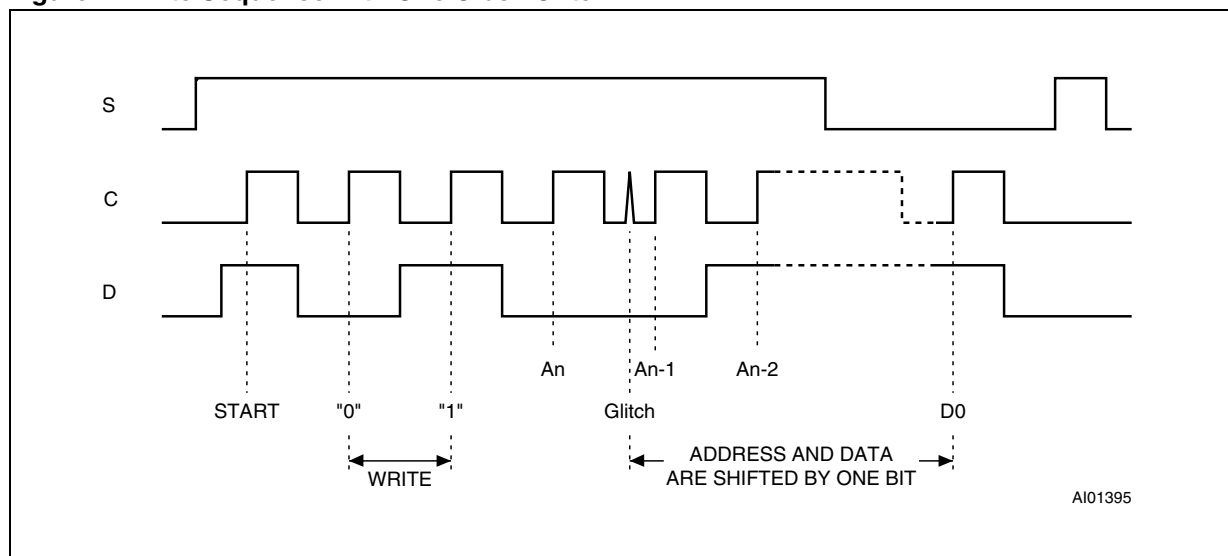 S
C
D
An An-1 An-2
START "0" "1" Glitch D0
WRITE
ADDRESS AND DATA
ARE SHIFTED BY ONE BIT
AI01395